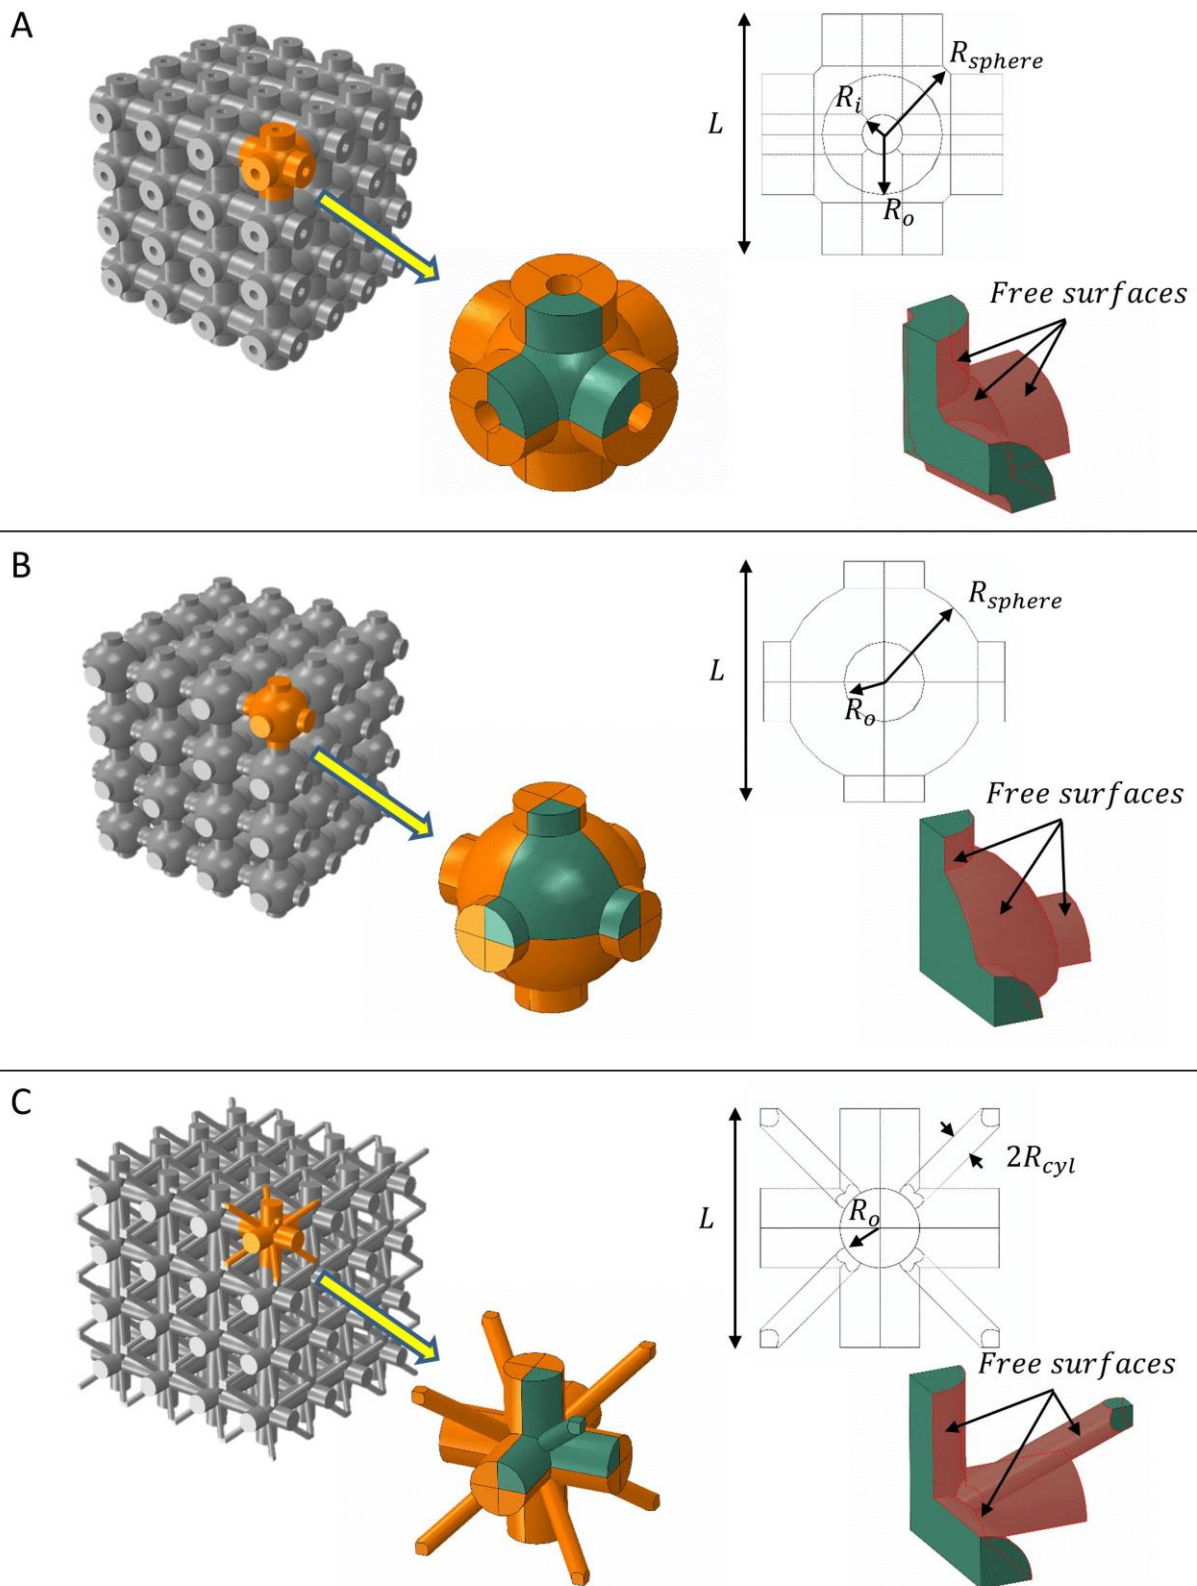 A
R_sphere
R_i
L
R_o
Free surfaces
B
R_sphere
L
R_o
Free surfaces
C
2R_cyl
R_o
L
Free surfaces